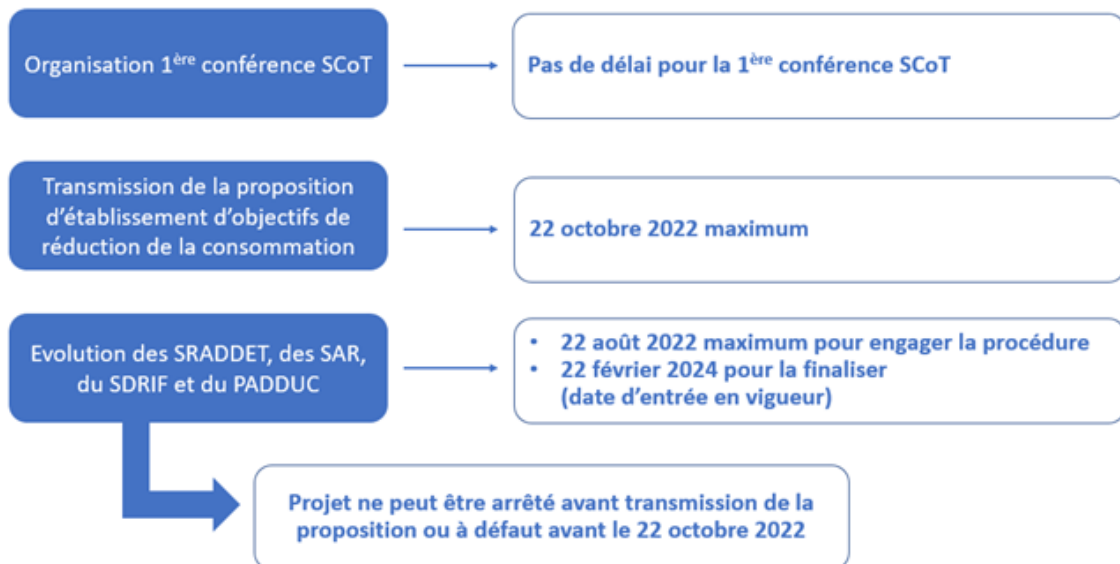 Organisation 1ère conférence SCoT
Pas de délai pour la 1ère conférence SCoT
Transmission de la proposition
d'établissement d'objectifs de
réduction de la consommation
22 octobre 2022 maximum
Evolution des SRADDET, des SAR,
du SDRIF et du PADDUC
• 22 août 2022 maximum pour engager la procédure
• 22 février 2024 pour la finaliser
(date d'entrée en vigueur)
Projet ne peut être arrêté avant transmission de la
proposition ou à défaut avant le 22 octobre 2022